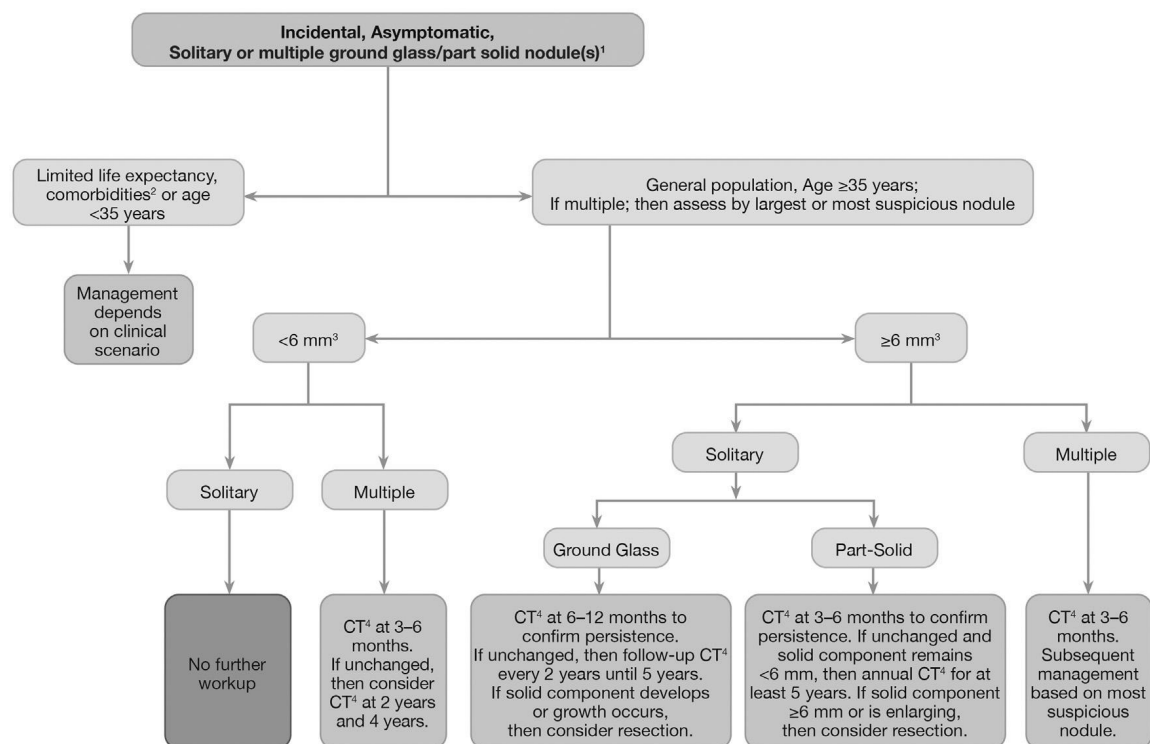 Incidental, Asymptomatic,
Solitary or multiple ground glass/part solid nodule(s)¹
Limited life expectancy,
comorbidities² or age
<35 years
General population, Age ≥35 years;
If multiple; then assess by largest or most suspicious nodule
Management
depends
on clinical
scenario
<6 mm³
≥6 mm³
Solitary
Multiple
Solitary
Multiple
Ground Glass
Part-Solid
No further
workup
CT⁴ at 3–6
months.
If unchanged,
then consider
CT⁴ at 2 years
and 4 years.
CT⁴ at 6–12 months to
confirm persistence.
If unchanged, then follow-up CT⁴
every 2 years until 5 years.
If solid component develops
or growth occurs,
then consider resection.
CT⁴ at 3–6 months to confirm
persistence. If unchanged and
solid component remains
<6 mm, then annual CT⁴ for at
least 5 years. If solid component
≥6 mm or is enlarging,
then consider resection.
CT⁴ at 3–6
months.
Subsequent
management
based on most
suspicious
nodule.